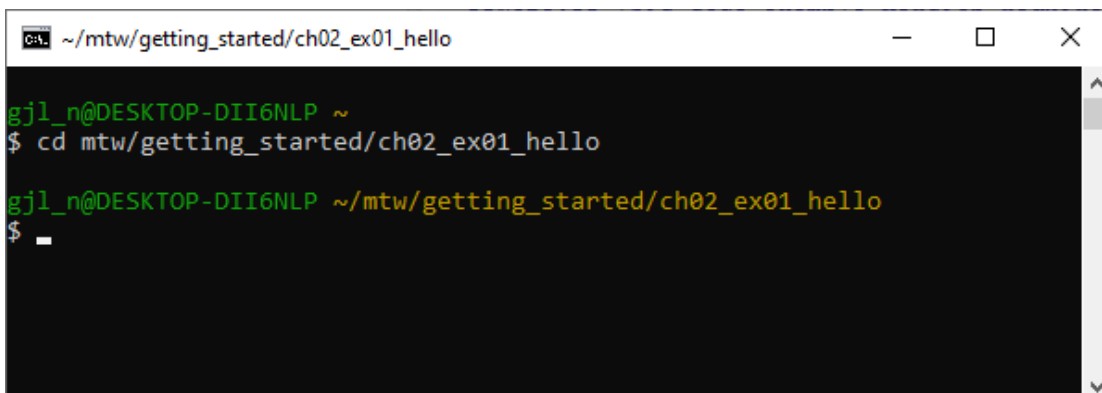 ~/mtw/getting_started/ch02_ex01_hello
gjl_n@DESKTOP-DII6NLP ~
$ cd mtw/getting_started/ch02_ex01_hello
gjl_n@DESKTOP-DII6NLP ~/mtw/getting_started/ch02_ex01_hello
$